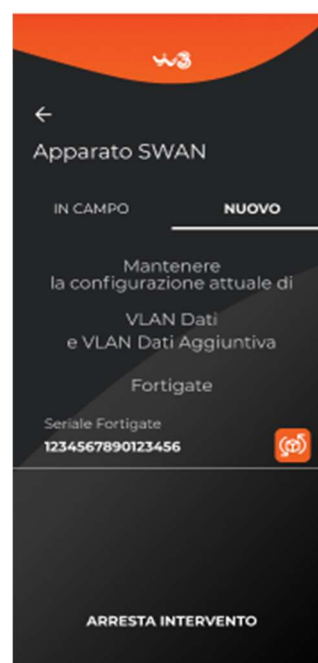 W3
Apparato SWAN
IN CAMPO NUOVO
Mantenere
la configurazione attuale di
VLAN Dati
e VLAN Dati Aggiuntiva
Fortigate
Seriale Fortigate
1234567890123456
ARRESTA INTERVENTO